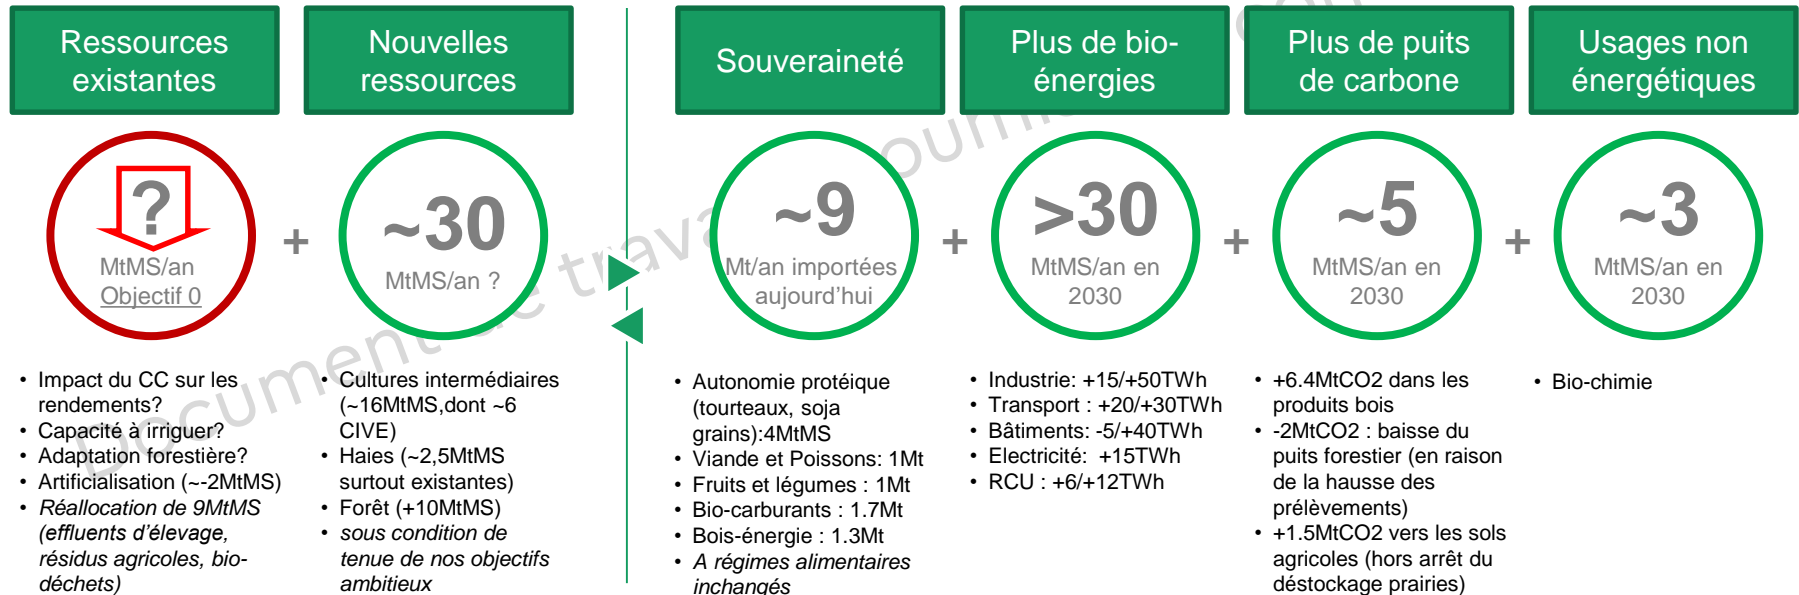 Ressources
existantes
Nouvelles
ressources
Souveraineté
Plus de bio-
énergies
Plus de puits
de carbone
Usages non
énergétiques
?
MtMS/an
Objectif 0
+
~30
MtMS/an ?
~9
Mt/an importées
aujourd'hui
+
>30
MtMS/an en
2030
+
~5
MtMS/an en
2030
+
~3
MtMS/an en
2030
• Impact du CC sur les
rendements?
• Capacité à irriguer?
• Adaptation forestière?
• Artificialisation (~-2MtMS)
• Réallocation de 9MtMS
(effluents d'élevage,
résidus agricoles, bio-
déchets)
• Cultures intermédiaires
(~16MtMS,dont ~6
CIVE)
• Haies (~2,5MtMS
surtout existantes)
• Forêt (+10MtMS)
• sous condition de
tenue de nos objectifs
ambitieux
• Autonomie protéique
(tourteaux, soja
grains):4MtMS
• Viande et Poissons: 1Mt
• Fruits et légumes : 1Mt
• Bio-carburants : 1.7Mt
• Bois-énergie : 1.3Mt
• A régimes alimentaires
inchangés
• Industrie: +15/+50TWh
• Transport : +20/+30TWh
• Bâtiments: -5/+40TWh
• Electricité: +15TWh
• RCU : +6/+12TWh
• +6.4MtCO2 dans les
produits bois
• -2MtCO2 : baisse du
puits forestier (en raison
de la hausse des
prélèvements)
• +1.5MtCO2 vers les sols
agricoles (hors arrêt du
déstockage prairies)
• Bio-chimie
Document de